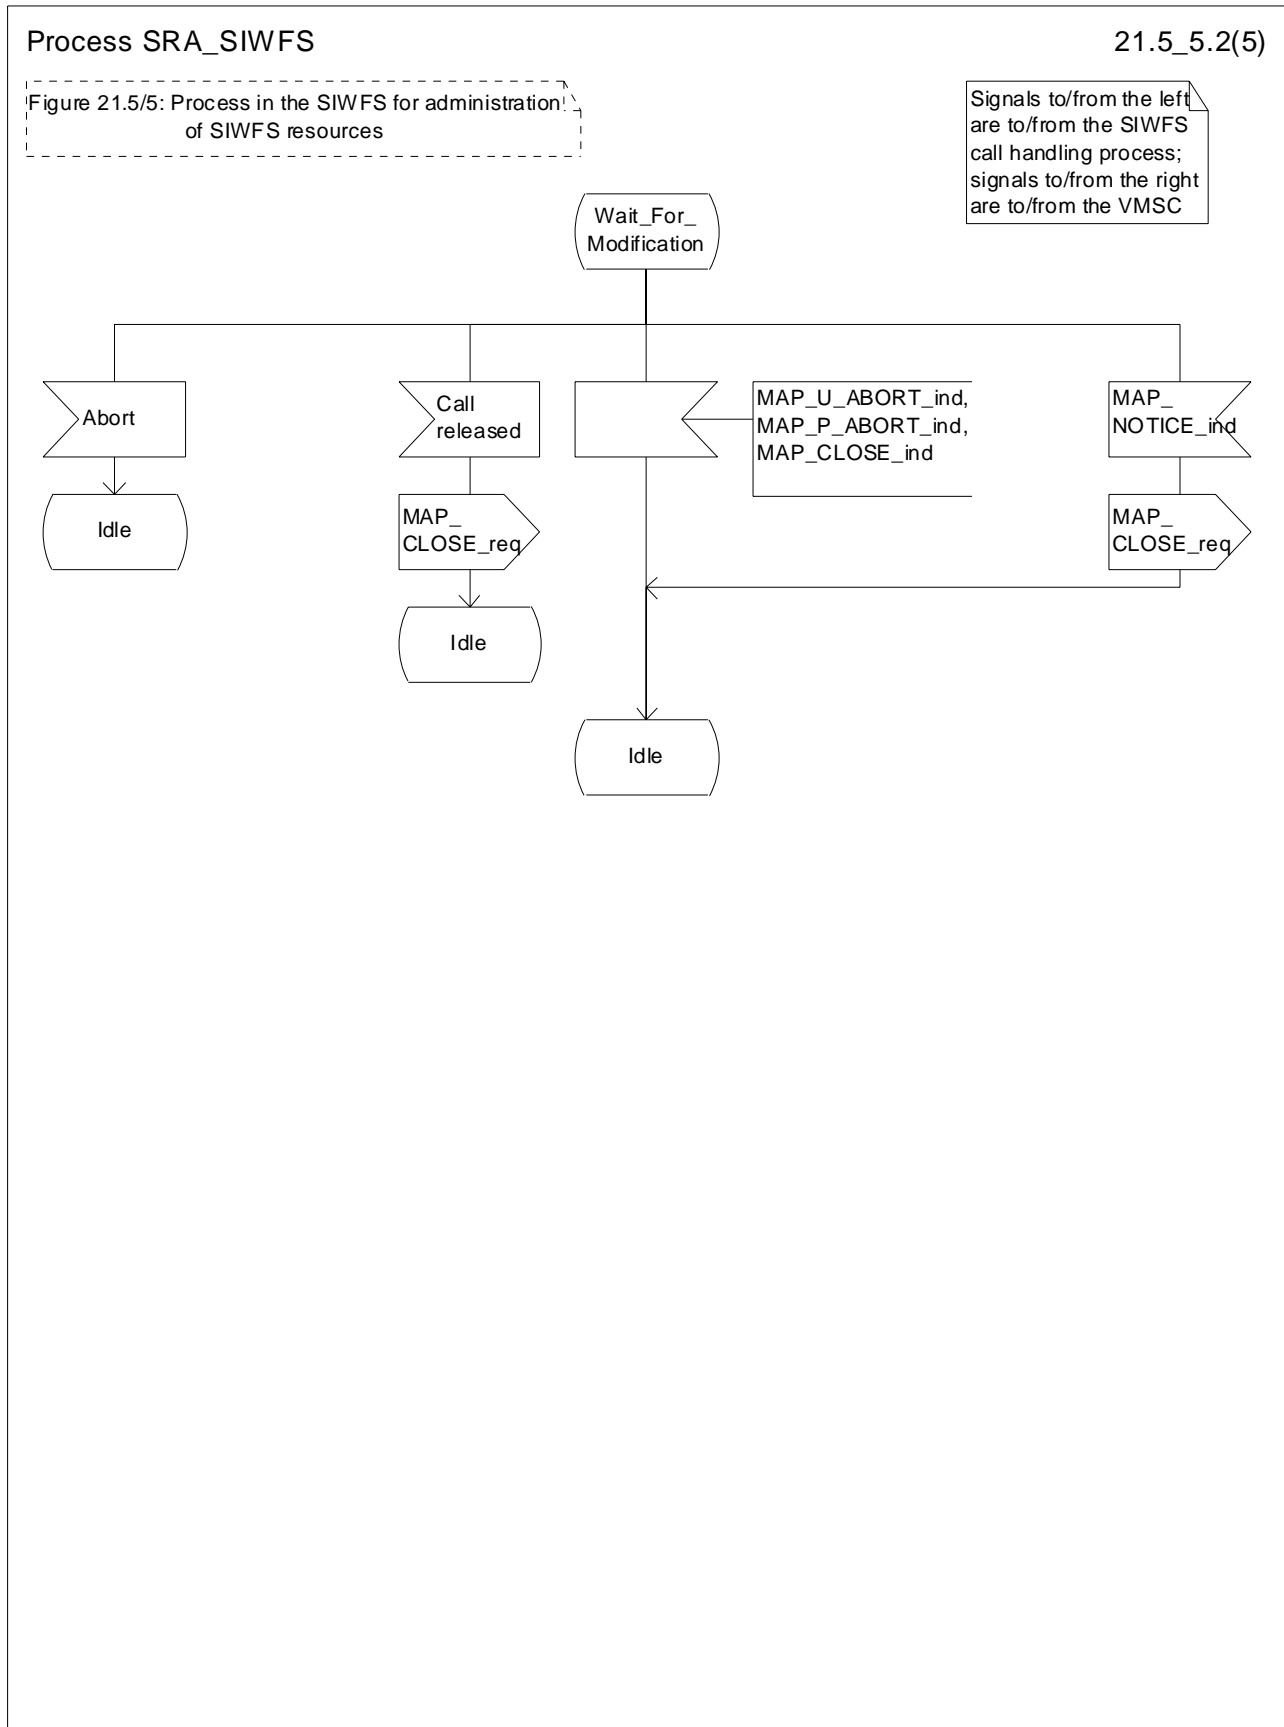 Process SRA_SIWFS
21.5_5.2(5)
Figure 21.5/5: Process in the SIWFS for administration
of SIWFS resources
Signals to/from the left
are to/from the SIWFS
call handling process;
signals to/from the right
are to/from the VMSC
Wait_For_
Modification
Abort
Call
released
MAP_U_ABORT_ind,
MAP_P_ABORT_ind,
MAP_CLOSE_ind
MAP_
NOTICE_ind
Idle
MAP_
CLOSE_req
MAP_
CLOSE_req
Idle
Idle